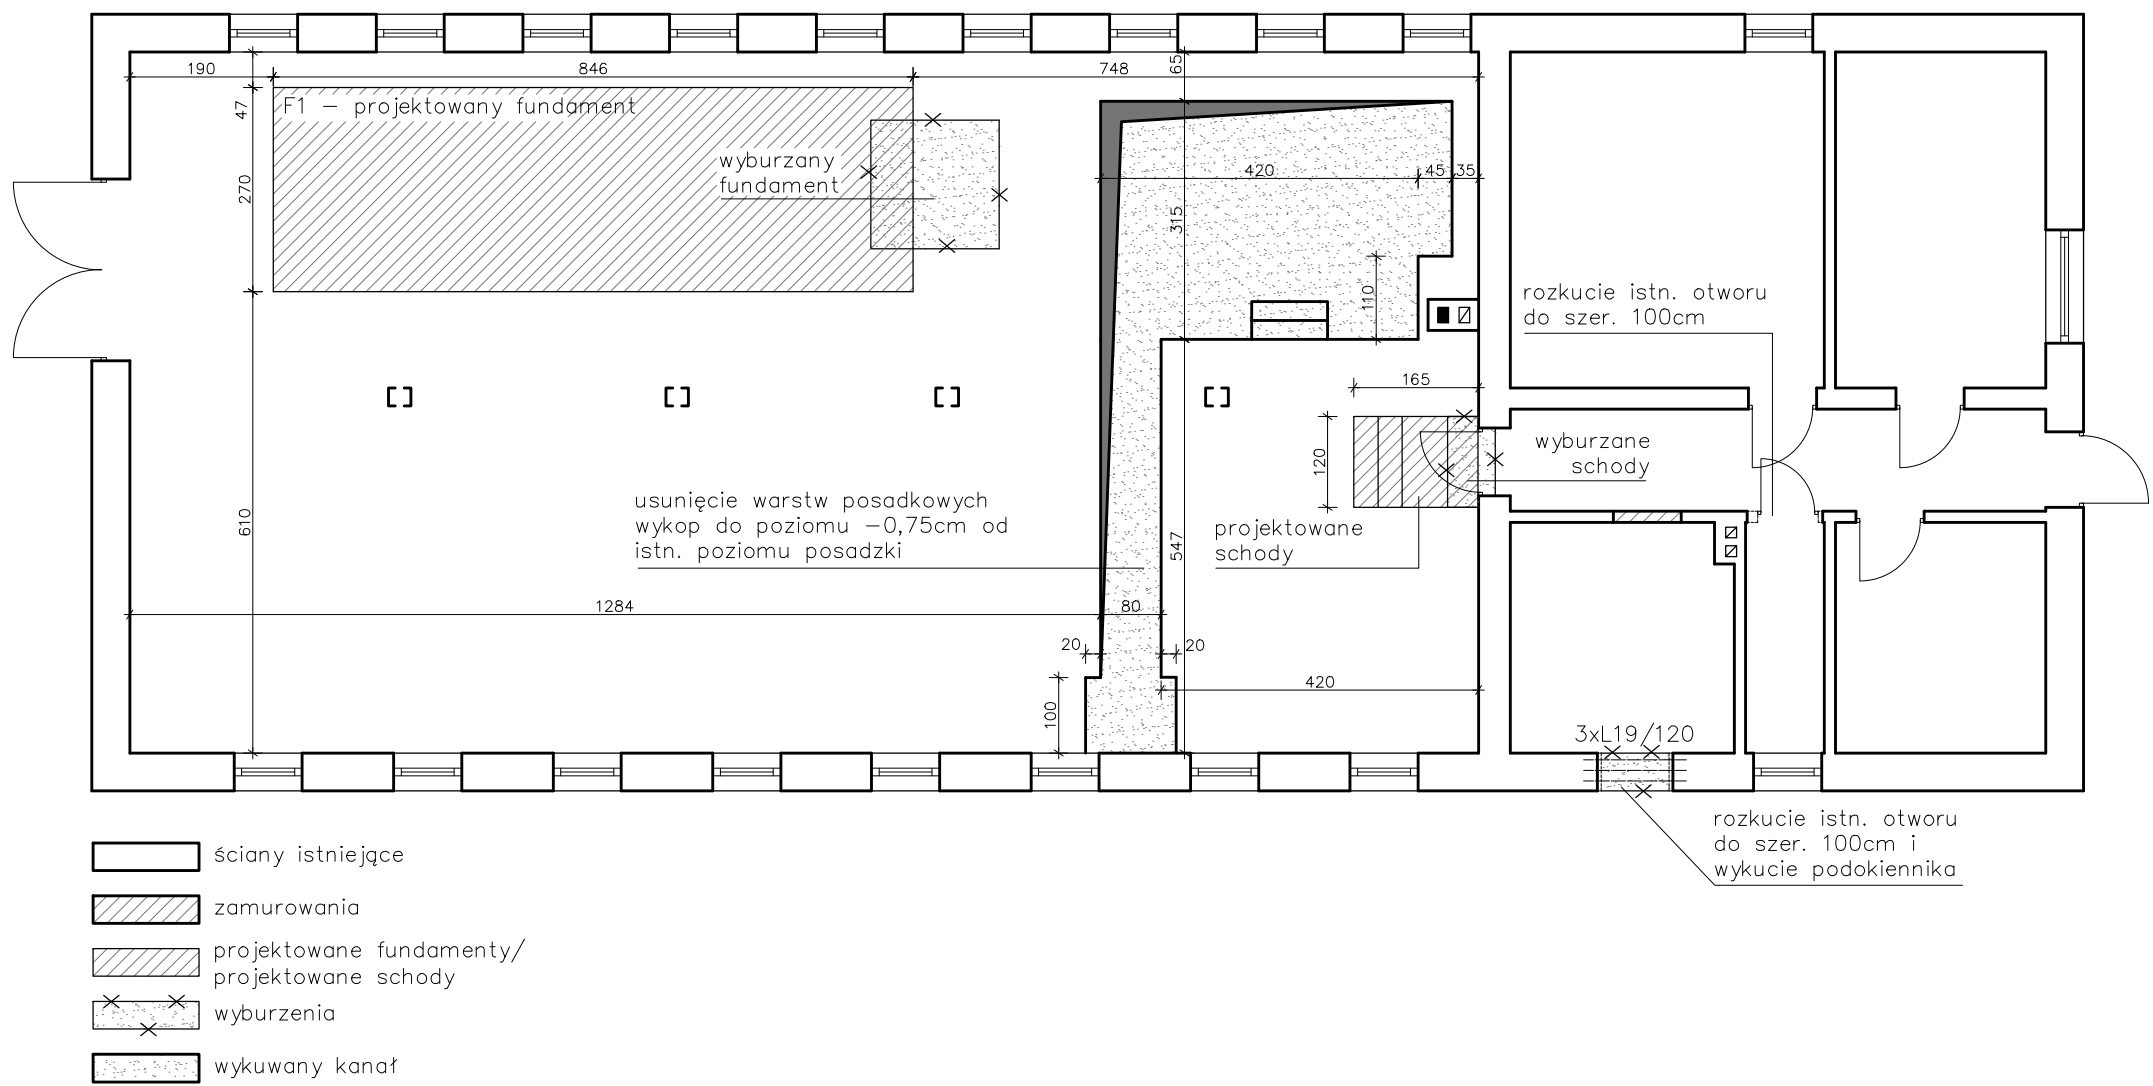 190
846
748
65
47
F1 – projektowany fundament
wyburzany
fundament
270
420
45
35
315
110
rozkucie istn. otworu
do szer. 100cm
165
120
wyburzane
schody
usunięcie warstw posadkowych
wykop do poziomu –0,75cm od
istn. poziomu posadzki
projektowane
schody
610
547
1284
80
20
20
420
100
3xL19/120
rozkucie istn. otworu
do szer. 100cm i
wykucie podokiennika
ściany istniejące
zamurowania
projektowane fundamenty/
projektowane schody
wyburzenia
wykuwany kanał